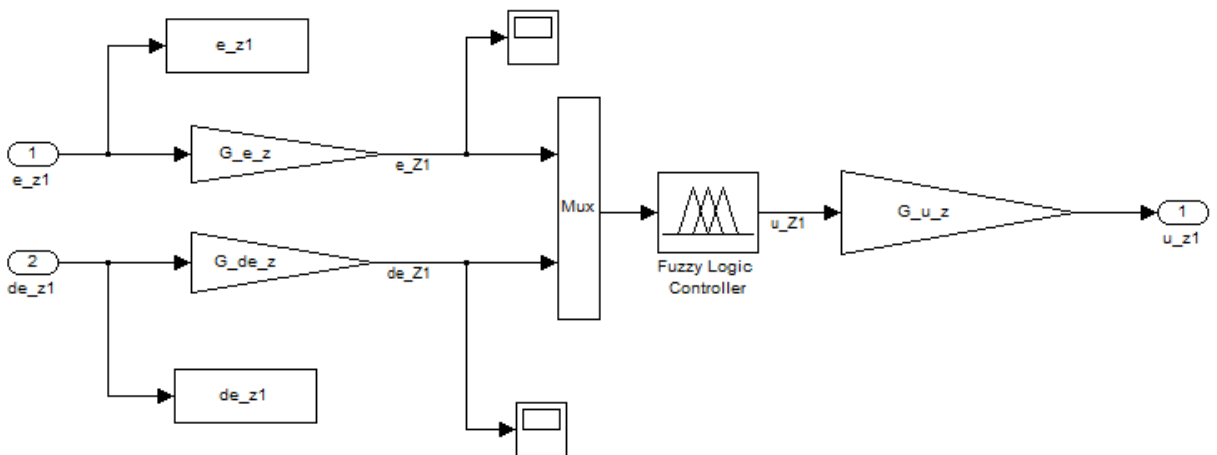 e_z1
1
G_e_z
e_z1
e_Z1
Mux
u_Z1
G_u_z
1
u_z1
Fuzzy Logic
Controller
2
G_de_z
de_z1
de_Z1
de_z1